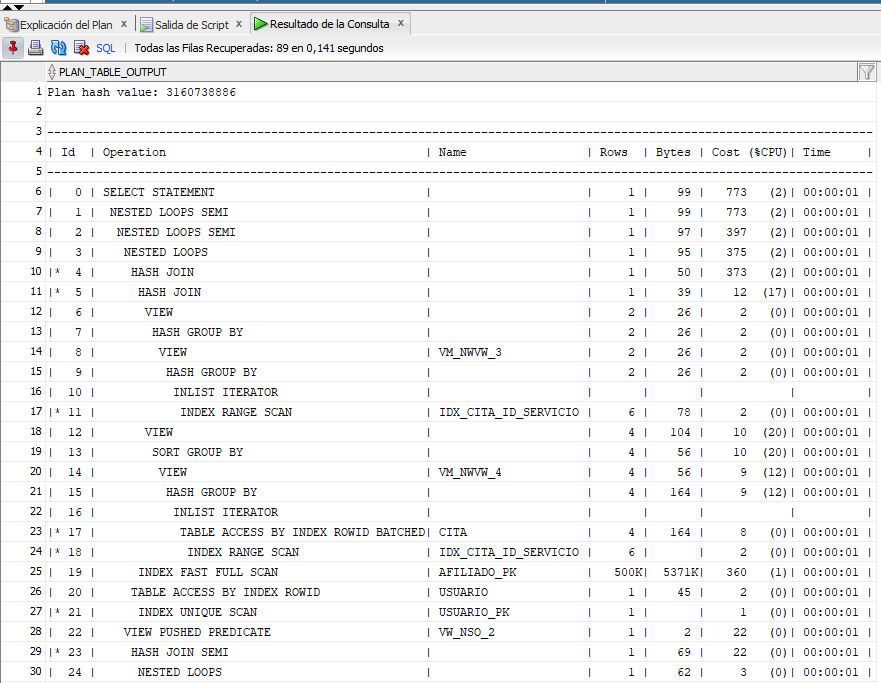 Explicación del Plan x Salida de Script x Resultado de la Consulta x
SQL | Todas las Filas Recuperadas: 89 en 0,141 segundos
PLAN_TABLE_OUTPUT
1 Plan hash value: 3160738886
2
3 ---------------------------------------------------------------------------------------------------------
4 | Id | Operation | Name | Rows | Bytes | Cost (%CPU)| Time |
5 ---------------------------------------------------------------------------------------------------------
6 | 0 | SELECT STATEMENT | | 1 | 99 | 773 (2)| 00:00:01 |
7 | 1 | NESTED LOOPS SEMI | | 1 | 99 | 773 (2)| 00:00:01 |
8 | 2 | NESTED LOOPS SEMI | | 1 | 97 | 397 (2)| 00:00:01 |
9 | 3 | NESTED LOOPS | | 1 | 95 | 375 (2)| 00:00:01 |
10 |* 4 | HASH JOIN | | 1 | 50 | 373 (2)| 00:00:01 |
11 |* 5 | HASH JOIN | | 1 | 39 | 12 (17)| 00:00:01 |
12 | 6 | VIEW | | 2 | 26 | 2 (0)| 00:00:01 |
13 | 7 | HASH GROUP BY | | 2 | 26 | 2 (0)| 00:00:01 |
14 | 8 | VIEW | VM_NWVW_3 | 2 | 26 | 2 (0)| 00:00:01 |
15 | 9 | HASH GROUP BY | | 2 | 26 | 2 (0)| 00:00:01 |
16 | 10 | INLIST ITERATOR | | | | | |
17 |* 11 | INDEX RANGE SCAN | IDX_CITA_ID_SERVICIO | 6 | 78 | 2 (0)| 00:00:01 |
18 | 12 | VIEW | | 4 | 104 | 10 (20)| 00:00:01 |
19 | 13 | SORT GROUP BY | | 4 | 56 | 10 (20)| 00:00:01 |
20 | 14 | VIEW | VM_NWVW_4 | 4 | 56 | 9 (12)| 00:00:01 |
21 | 15 | HASH GROUP BY | | 4 | 164 | 9 (12)| 00:00:01 |
22 | 16 | INLIST ITERATOR | | | | | |
23 |* 17 | TABLE ACCESS BY INDEX ROWID BATCHED| CITA | 4 | 164 | 8 (0)| 00:00:01 |
24 |* 18 | INDEX RANGE SCAN | IDX_CITA_ID_SERVICIO | 6 | | 2 (0)| 00:00:01 |
25 | 19 | INDEX FAST FULL SCAN | AFILIADO_PK | 500K| 5371K| 360 (1)| 00:00:01 |
26 | 20 | TABLE ACCESS BY INDEX ROWID | USUARIO | 1 | 45 | 2 (0)| 00:00:01 |
27 |* 21 | INDEX UNIQUE SCAN | USUARIO_PK | 1 | | 1 (0)| 00:00:01 |
28 | 22 | VIEW PUSHED PREDICATE | VW_NSO_2 | 1 | 2 | 22 (0)| 00:00:01 |
29 |* 23 | HASH JOIN SEMI | | 1 | 69 | 22 (0)| 00:00:01 |
30 | 24 | NESTED LOOPS | | 1 | 62 | 3 (0)| 00:00:01 |